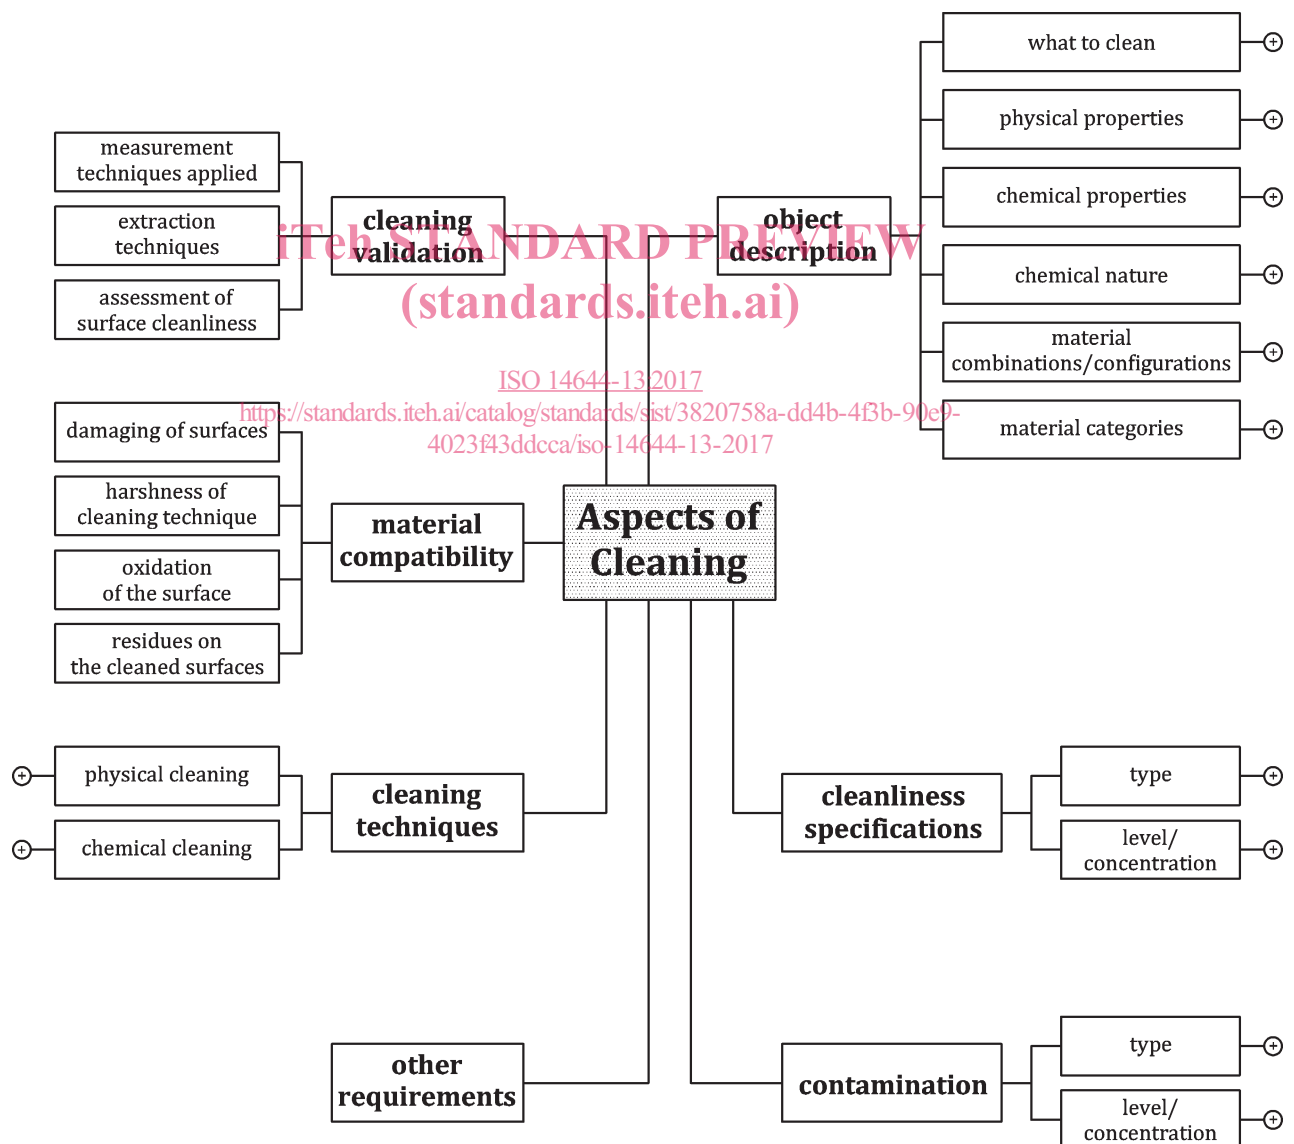 what to clean
physical properties
measurement
techniques applied
chemical properties
extraction
techniques
cleaning
validation
object
description
iTeh STANDARD PREVIEW
(standards.iteh.ai)
chemical nature
assessment of
surface cleanliness
material
combinations/configurations
ISO 14644-13:2017
https://standards.iteh.ai/catalog/standards/sist/3820758a-dd4b-4f3b-90e9-
4023f43ddcca/iso-14644-13-2017
material categories
damaging of surfaces
harshness of
cleaning technique
material
compatibility
Aspects of
Cleaning
oxidation
of the surface
residues on
the cleaned surfaces
physical cleaning
cleaning
techniques
chemical cleaning
cleanliness
specifications
type
level/
concentration
other
requirements
contamination
type
level/
concentration